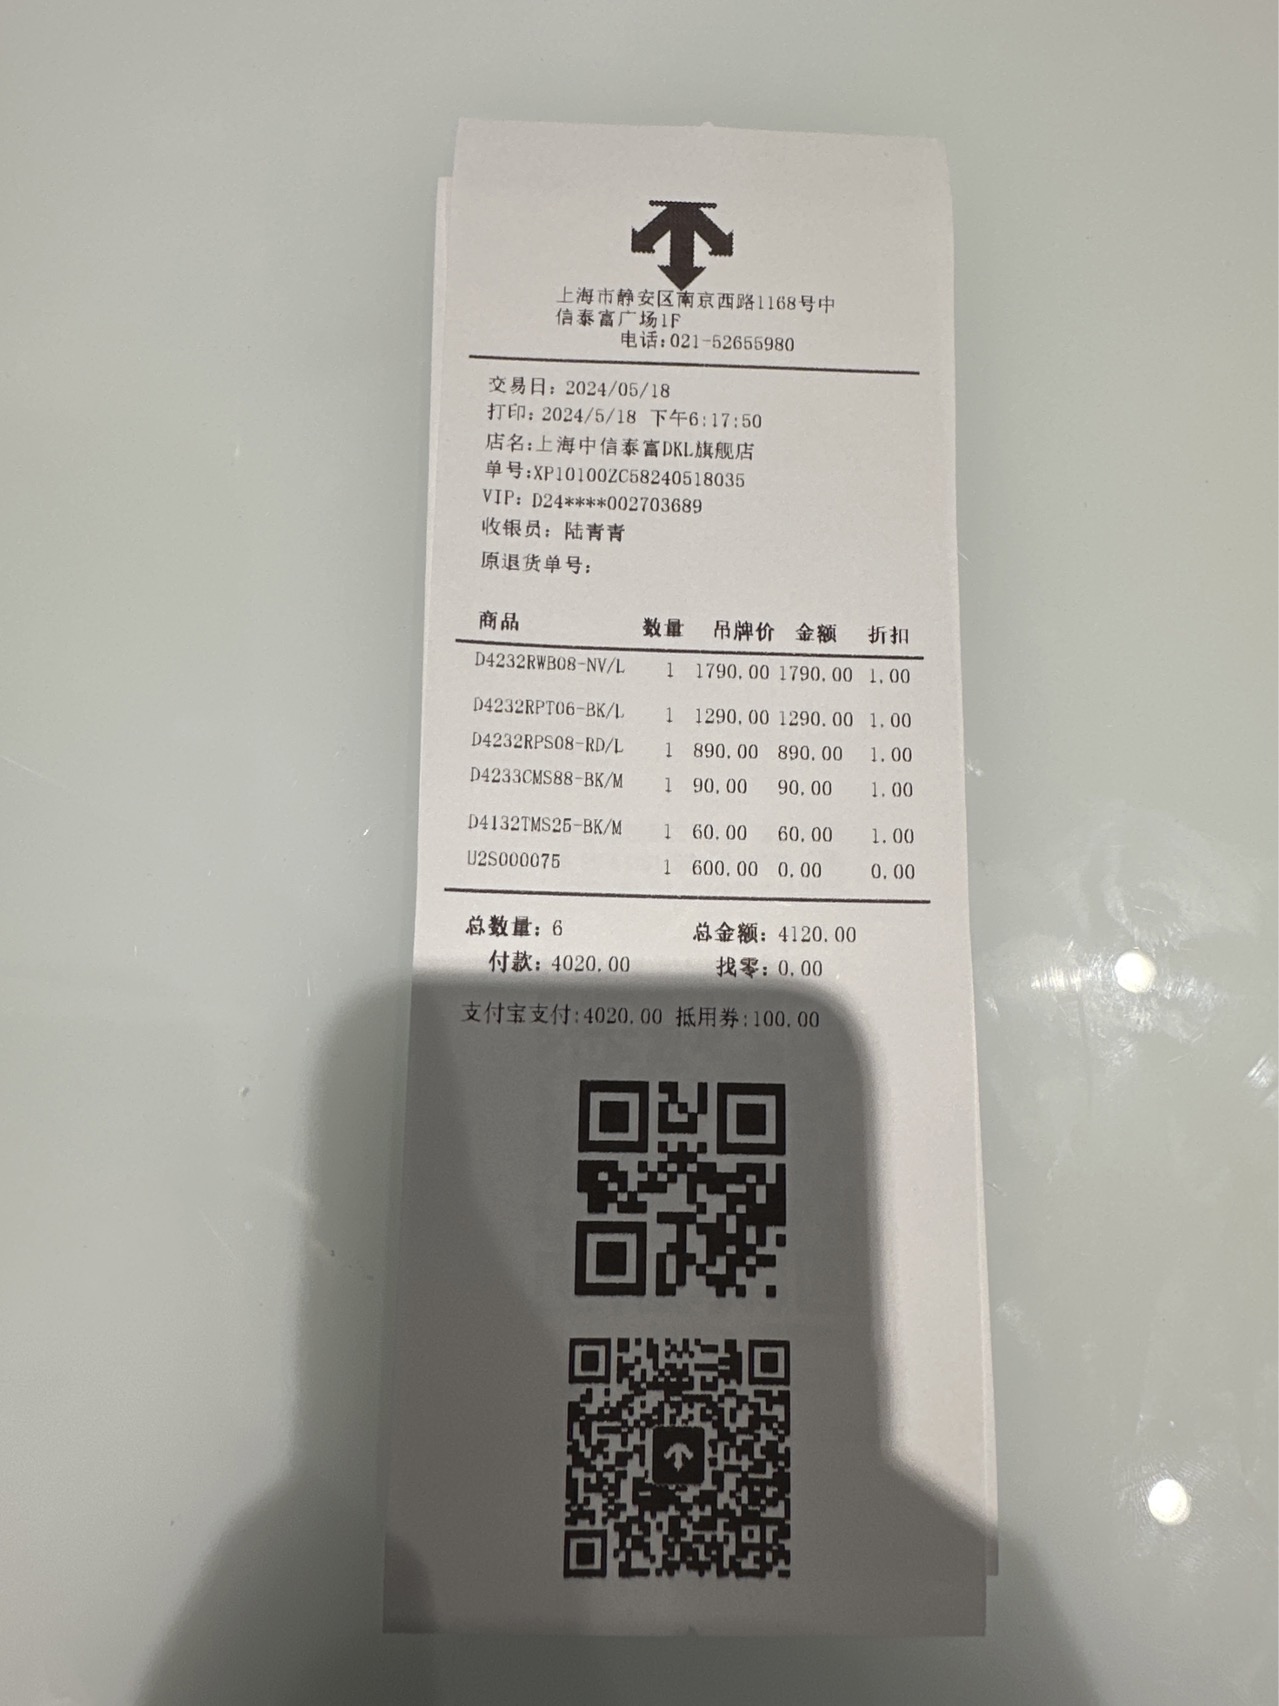 上海市静安区南京西路1168号中
信泰富广场1F
电话:021-52655980
交易日: 2024/05/18
打印: 2024/5/18 下午6:17:50
店名:上海中信泰富DKL旗舰店
单号:XP10100ZC58240518035
VIP: D24****002703689
收银员: 陆青青
原退货单号:
商品 数量 吊牌价 金额 折扣
D4232RWB08-NV/L 1 1790.00 1790.00 1.00
D4232RPT06-BK/L 1 1290.00 1290.00 1.00
D4232RPS08-RD/L 1 890.00 890.00 1.00
D4233CMS88-BK/M 1 90.00 90.00 1.00
D4132TMS25-BK/M 1 60.00 60.00 1.00
U2S000075 1 600.00 0.00 0.00
总数量: 6 总金额: 4120.00
付款: 4020.00 找零: 0.00
支付宝支付:4020.00 抵用券:100.00